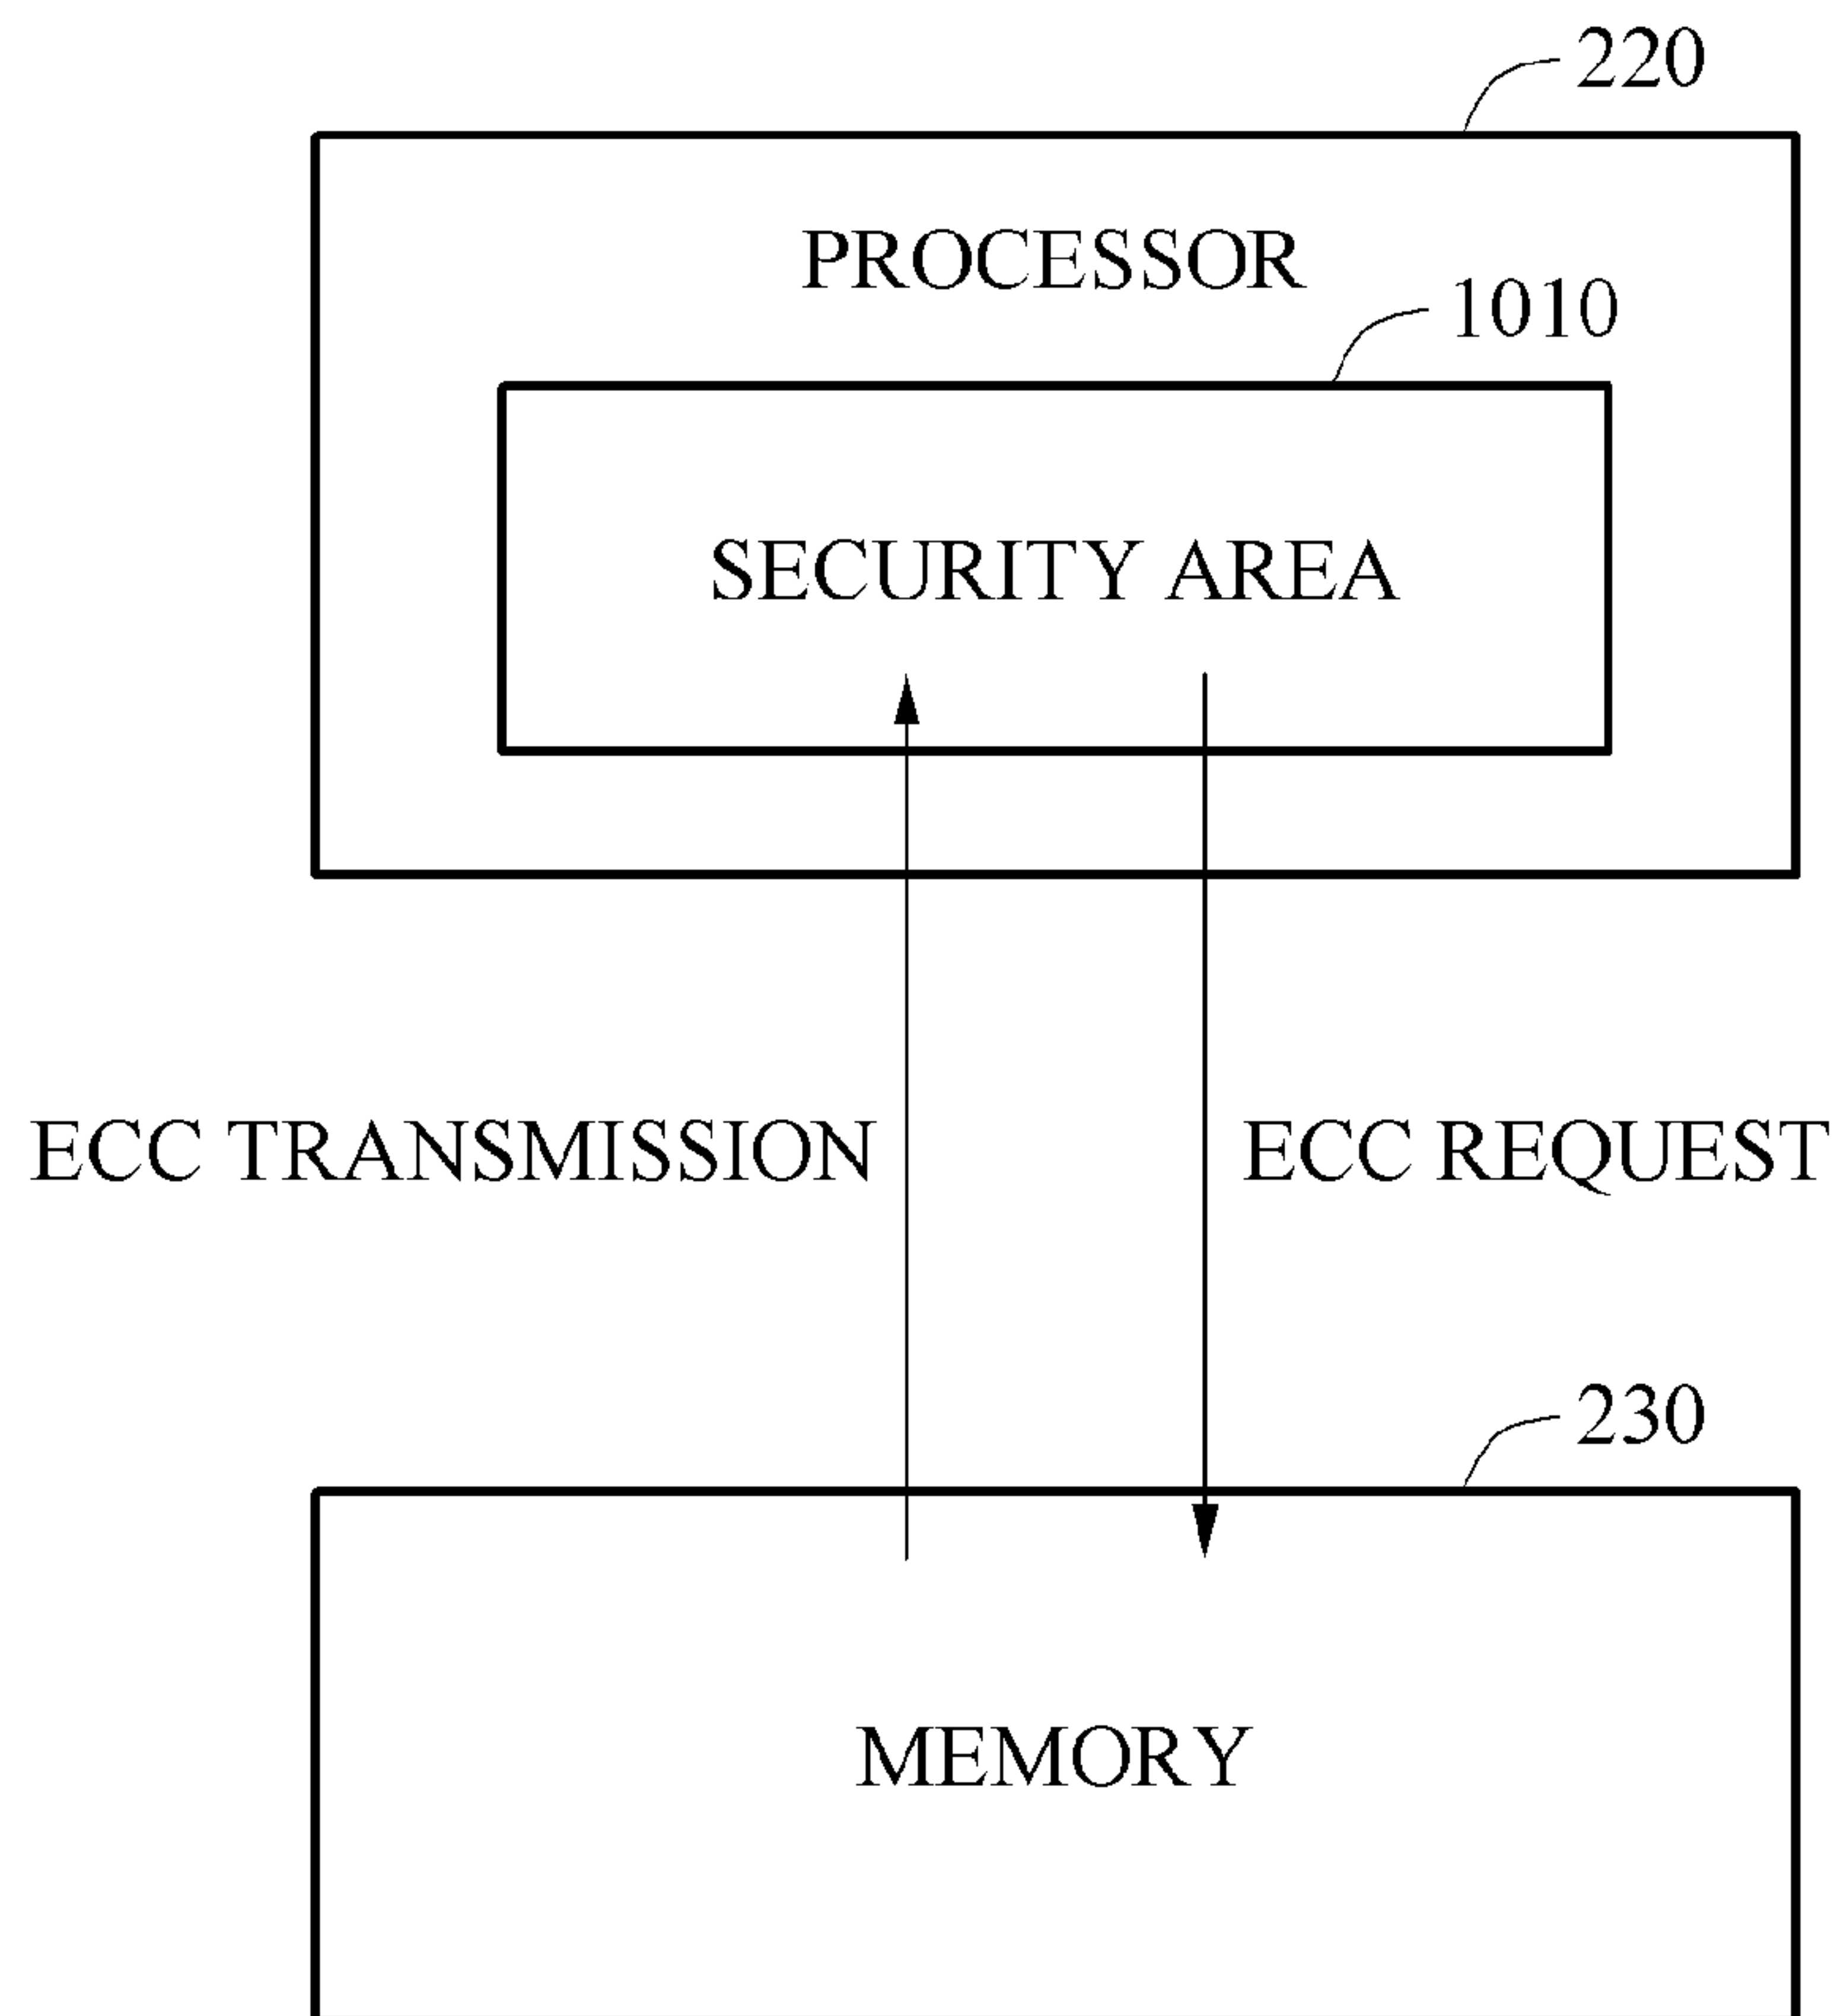 220
PROCESSOR
1010
SECURITY AREA
ECC TRANSMISSION
ECC REQUEST
230
MEMORY